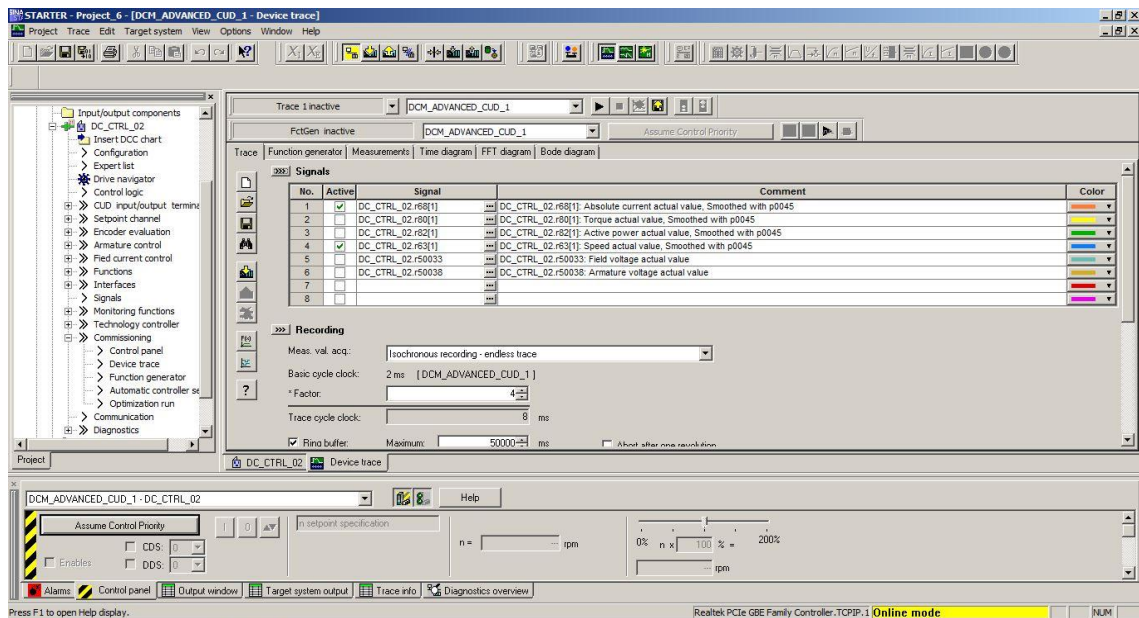 STARTER - Project_6 - [DCM_ADVANCED_CUD_1 - Device trace]
Project Trace Edit Target system View Options Window Help
Trace 1 inactive DCM_ADVANCED_CUD_1
FctGen inactive DCM_ADVANCED_CUD_1 Assume Control Priority
Input/output components
DC_CTRL_02
Insert DCC chart
Configuration
Expert list
Drive navigator
Control logic
CUD input/output termina
Setpoint channel
Encoder evaluation
Armature control
Fied current control
Functions
Interfaces
Signals
Monitoring functions
Technology controller
Commissioning
Control panel
Device trace
Function generator
Automatic controller se
Optimization run
Communication
Diagnostics
Project
Trace Function generator Measurements Time diagram FFT diagram Bode diagram
Signals
No. Active Signal Comment Color
1 DC_CTRL_02.r68[1] ... DC_CTRL_02.r68[1]: Absolute current actual value, Smoothed with p0045
2 DC_CTRL_02.r80[1] ... DC_CTRL_02.r80[1]: Torque actual value, Smoothed with p0045
3 DC_CTRL_02.r82[1] ... DC_CTRL_02.r82[1]: Active power actual value, Smoothed with p0045
4 DC_CTRL_02.r63[1] ... DC_CTRL_02.r63[1]: Speed actual value, Smoothed with p0045
5 DC_CTRL_02.r50033 ... DC_CTRL_02.r50033: Field voltage actual value
6 DC_CTRL_02.r50038 ... DC_CTRL_02.r50038: Armature voltage actual value
7 ...
8 ...
Recording
Meas. val. acq.: Isochronous recording - endless trace
Basic cycle clock: 2 ms [DCM_ADVANCED_CUD_1]
* Factor: 4
Trace cycle clock: 8 ms
Ring buffer: Maximum: 50000 ms Abort after one revolution
DC_CTRL_02 Device trace
DCM_ADVANCED_CUD_1 - DC_CTRL_02 Help
Assume Control Priority I 0 n setpoint specification
CDS: 0
Enables DDS: 0
n = --- rpm
0% n x 100 % = 200%
--- rpm
Alarms Control panel Output window Target system output Trace info Diagnostics overview
Press F1 to open Help display. Realtek PCIe GBE Family Controller.TCPIP.1 Online mode NUM